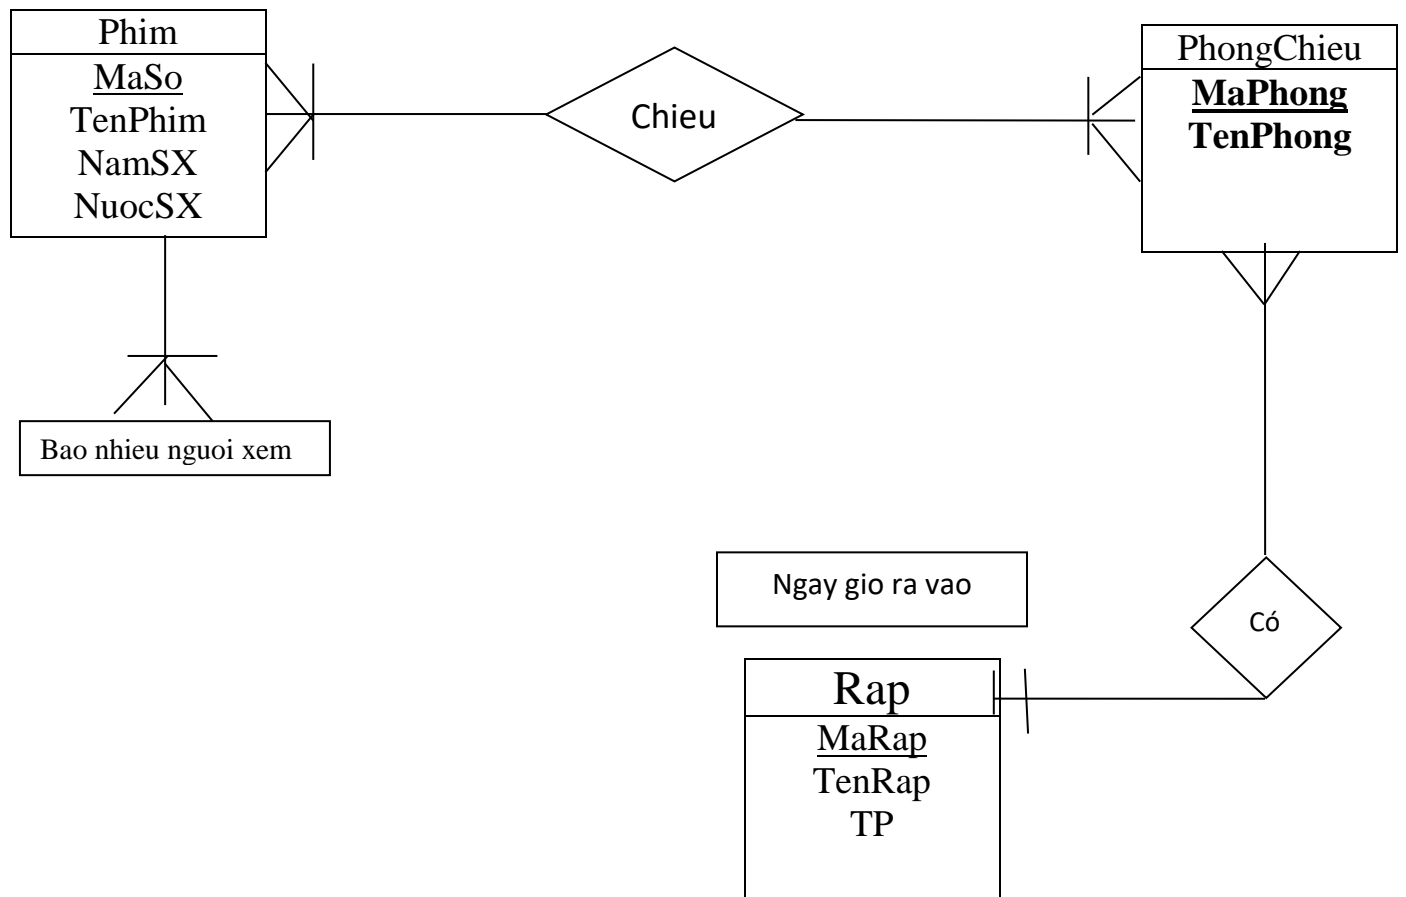 Phim
MaSo
TenPhim
NamSX
NuocSX
Chieu
PhongChieu
MaPhong
TenPhong
Bao nhieu nguoi xem
Ngay gio ra vao
Có
Rap
MaRap
TenRap
TP